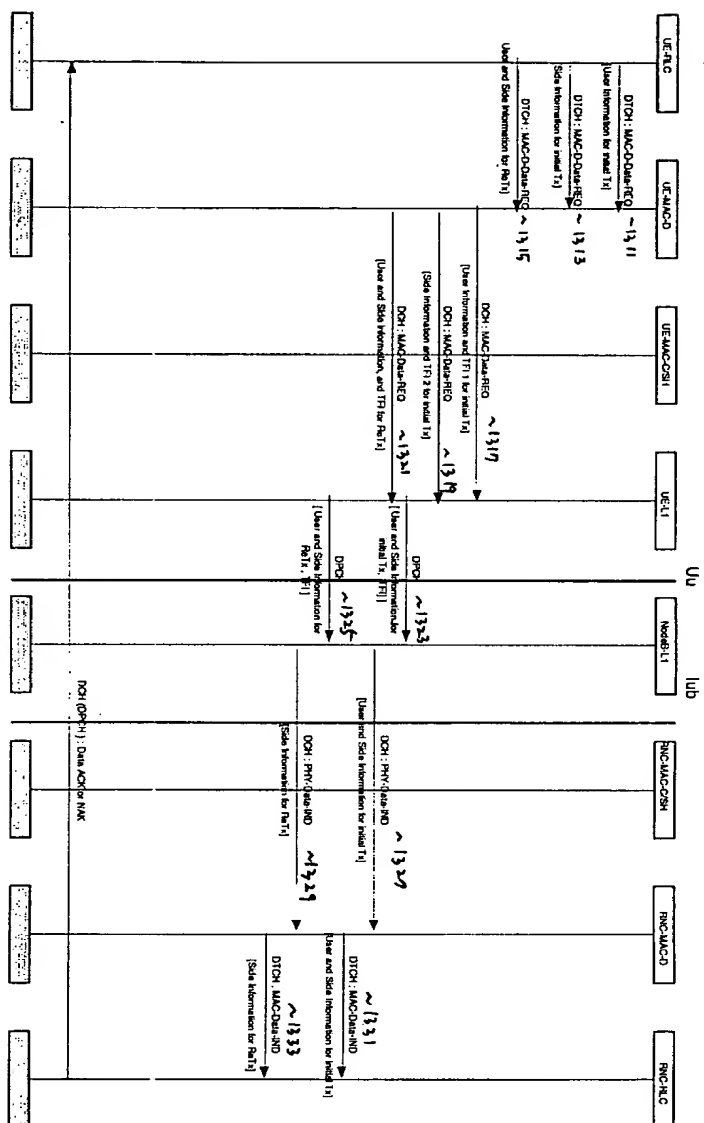 UE-RLC
UE-MAC-D
UE-MAC-C/SH
UE-L1
Uu
NodeB-L1
Iub
RNC-MAC-C/SH
RNC-MAC-D
RNC-RLC
DTCH : MAC-D-Data-REQ ~1311
[User Information for initial Tx]
DTCH : MAC-D-Data-REQ ~1313
[Side Information for initial Tx]
DTCH : MAC-D-Data-REQ ~1315
[User and Side Information for ReTx]
DCH : MAC-Data-REQ ~1317
[User Information and TFI 1 for initial Tx]
DCH : MAC-Data-REQ ~1319
[Side Information and TFI 2 for initial Tx]
DCH : MAC-Data-REQ ~1321
[User and Side Information, and TFI for ReTx]
DPCH ~1323
[User and Side Information for
initial Tx, TFI]
DPCH ~1325
[User and Side Information for
ReTx, TFI]
DCH : PHY-Data-IND ~1327
[User and Side Information for initial Tx]
DCH : PHY-Data-IND ~1329
[Side Information for ReTx]
DTCH : MAC-Data-IND ~1331
[User and Side Information for initial Tx]
DTCH : MAC-Data-IND ~1333
[Side Information for ReTx]
DCH (DPCH) : Data ACK or NAK